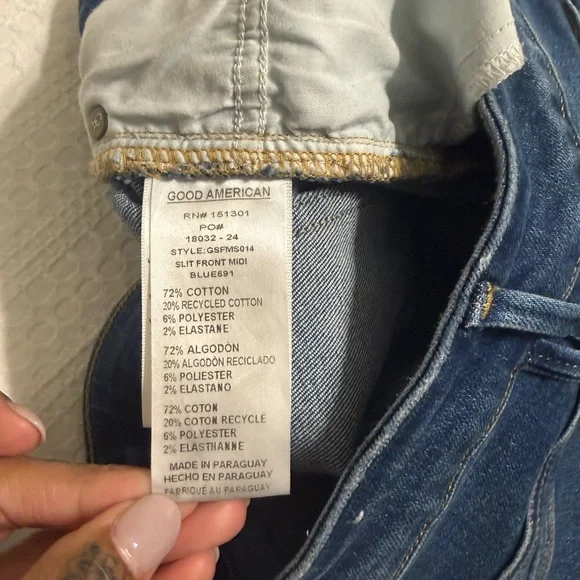 GOOD AMERICAN
RN# 151301
PO#
18032 - 24
STYLE: GSFMS014
SLIT FRONT MIDI
BLUE691
72% COTTON
20% RECYCLED COTTON
6% POLYESTER
2% ELASTANE
72% ALGODÓN
20% ALGODÓN RECICLADO
6% POLIESTER
2% ELASTANO
72% COTON
20% COTON RECYCLE
6% POLYESTER
2% ELASTHANNE
MADE IN PARAGUAY
HECHO EN PARAGUAY
FABRIQUÉ AU PARAGUAY